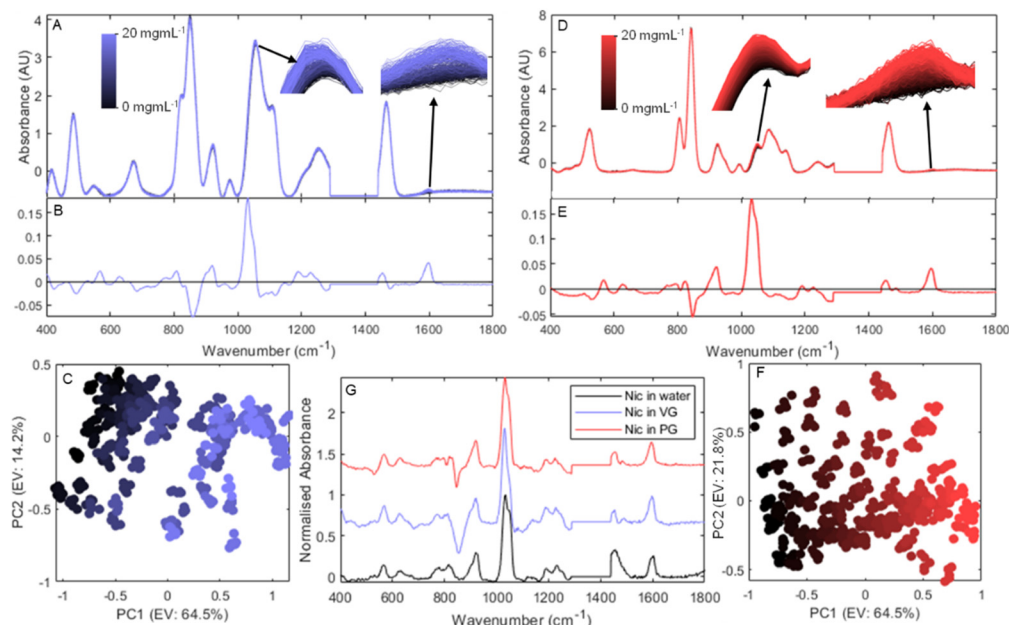 A
20 mgmL-1
0 mgmL-1
Absorbance (AU)
4
3
2
1
0
B
0.15
0.1
0.05
0
-0.05
400 600 800 1000 1200 1400 1600 1800
Wavenumber (cm-1)
D
20 mgmL-1
0 mgmL-1
Absorbance (AU)
8
6
4
2
0
E
0.15
0.1
0.05
0
-0.05
400 600 800 1000 1200 1400 1600 1800
Wavenumber (cm-1)
C
PC2 (EV: 14.2%)
0.5
0
-0.5
-1
-1 -0.5 0 0.5 1
PC1 (EV: 64.5%)
G
Nic in water
Nic in VG
Nic in PG
Normalised Absorbance
2
1.5
1
0.5
0
400 600 800 1000 1200 1400 1600 1800
Wavenumber (cm-1)
F
PC2 (EV: 21.8%)
1
0.5
0
-0.5
-1 -0.5 0 0.5 1
PC1 (EV: 64.5%)